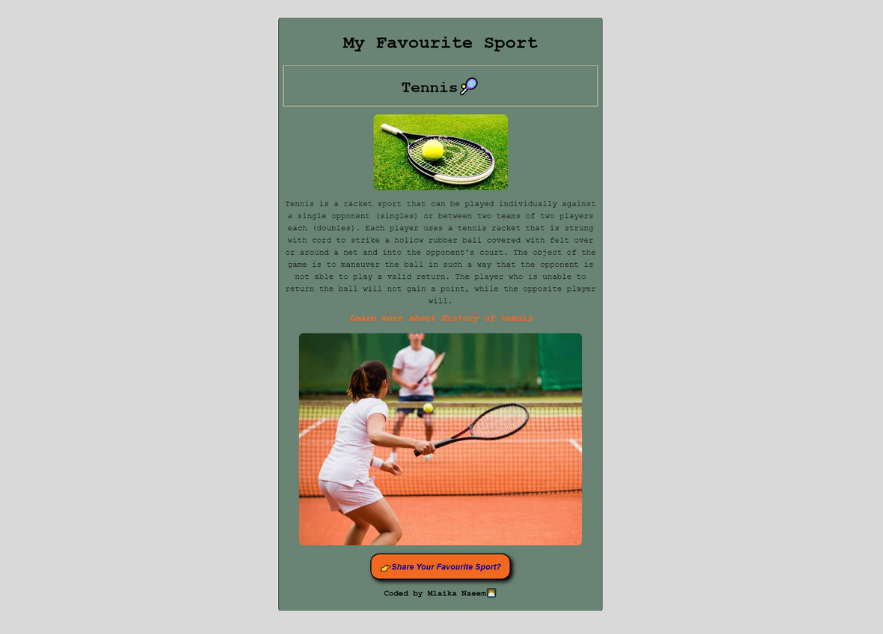 My Favourite Sport
Tennis🎾
Tennis is a racket sport that can be played individually against
a single opponent (singles) or between two teams of two players
each (doubles). Each player uses a tennis racket that is strung
with cord to strike a hollow rubber ball covered with felt over
or around a net and into the opponent's court. The object of the
game is to maneuver the ball in such a way that the opponent is
not able to play a valid return. The player who is unable to
return the ball will not gain a point, while the opposite player
will.
Learn more about History of tennis
👉Share Your Favourite Sport?
Coded by Mlaika Naeem